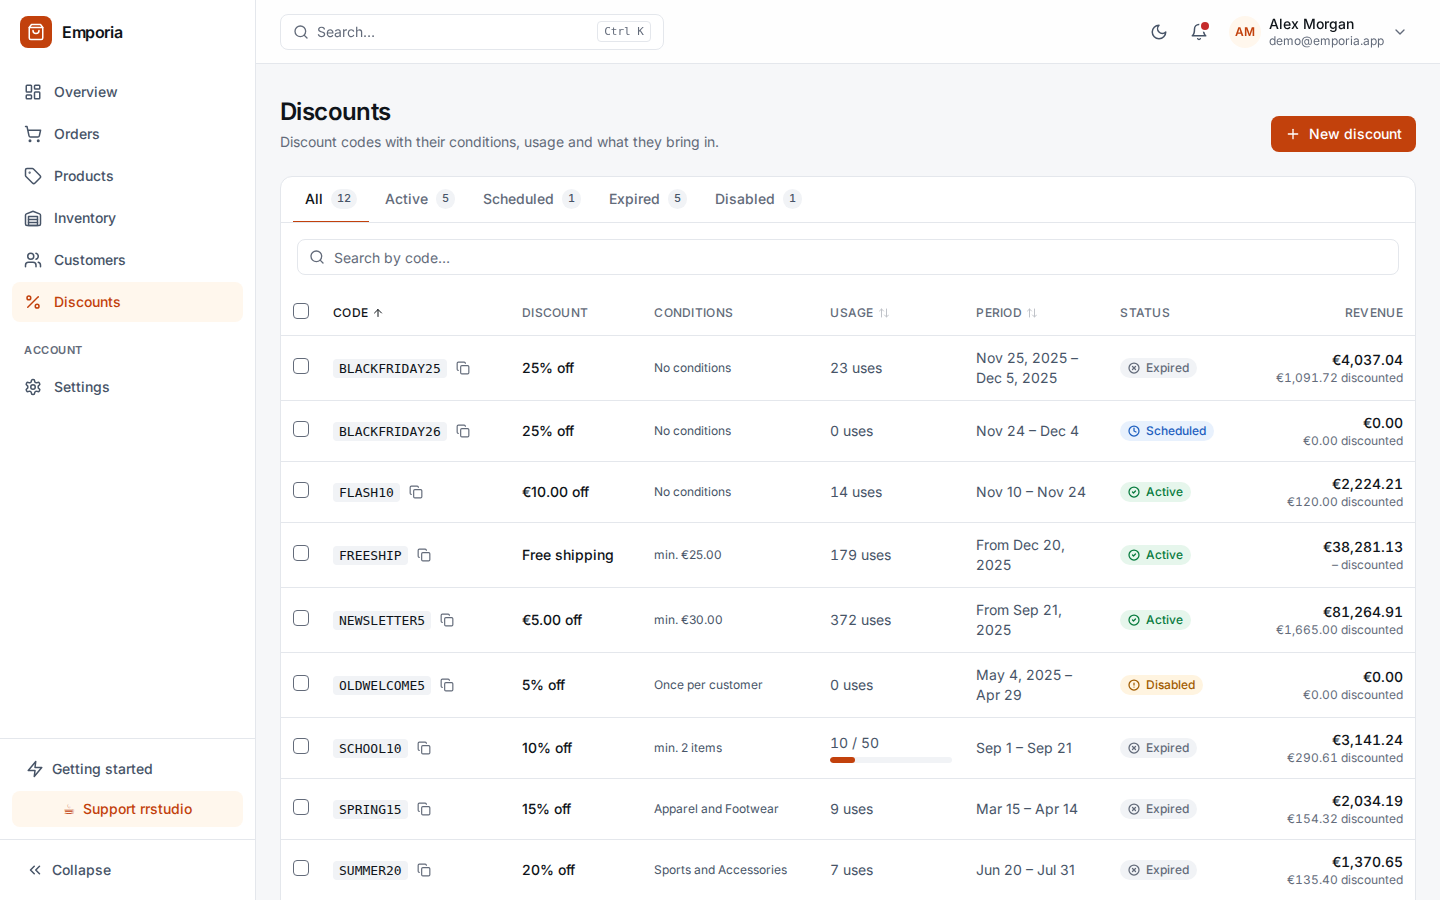 Emporia
Search...
Ctrl K
AM
Alex Morgan
demo@emporia.app
Overview
Orders
Products
Inventory
Customers
Discounts
ACCOUNT
Settings
Getting started
Support rrstudio
Collapse
Discounts
Discount codes with their conditions, usage and what they bring in.
New discount
All 12 Active 5 Scheduled 1 Expired 5 Disabled 1
Search by code...
CODE DISCOUNT CONDITIONS USAGE PERIOD STATUS REVENUE
BLACKFRIDAY25 25% off No conditions 23 uses Nov 25, 2025 – Dec 5, 2025 Expired €4,037.04
€1,091.72 discounted
BLACKFRIDAY26 25% off No conditions 0 uses Nov 24 – Dec 4 Scheduled €0.00
€0.00 discounted
FLASH10 €10.00 off No conditions 14 uses Nov 10 – Nov 24 Active €2,224.21
€120.00 discounted
FREESHIP Free shipping min. €25.00 179 uses From Dec 20, 2025 Active €38,281.13
– discounted
NEWSLETTER5 €5.00 off min. €30.00 372 uses From Sep 21, 2025 Active €81,264.91
€1,665.00 discounted
OLDWELCOME5 5% off Once per customer 0 uses May 4, 2025 – Apr 29 Disabled €0.00
€0.00 discounted
SCHOOL10 10% off min. 2 items 10 / 50 Sep 1 – Sep 21 Expired €3,141.24
€290.61 discounted
SPRING15 15% off Apparel and Footwear 9 uses Mar 15 – Apr 14 Expired €2,034.19
€154.32 discounted
SUMMER20 20% off Sports and Accessories 7 uses Jun 20 – Jul 31 Expired €1,370.65
€135.40 discounted